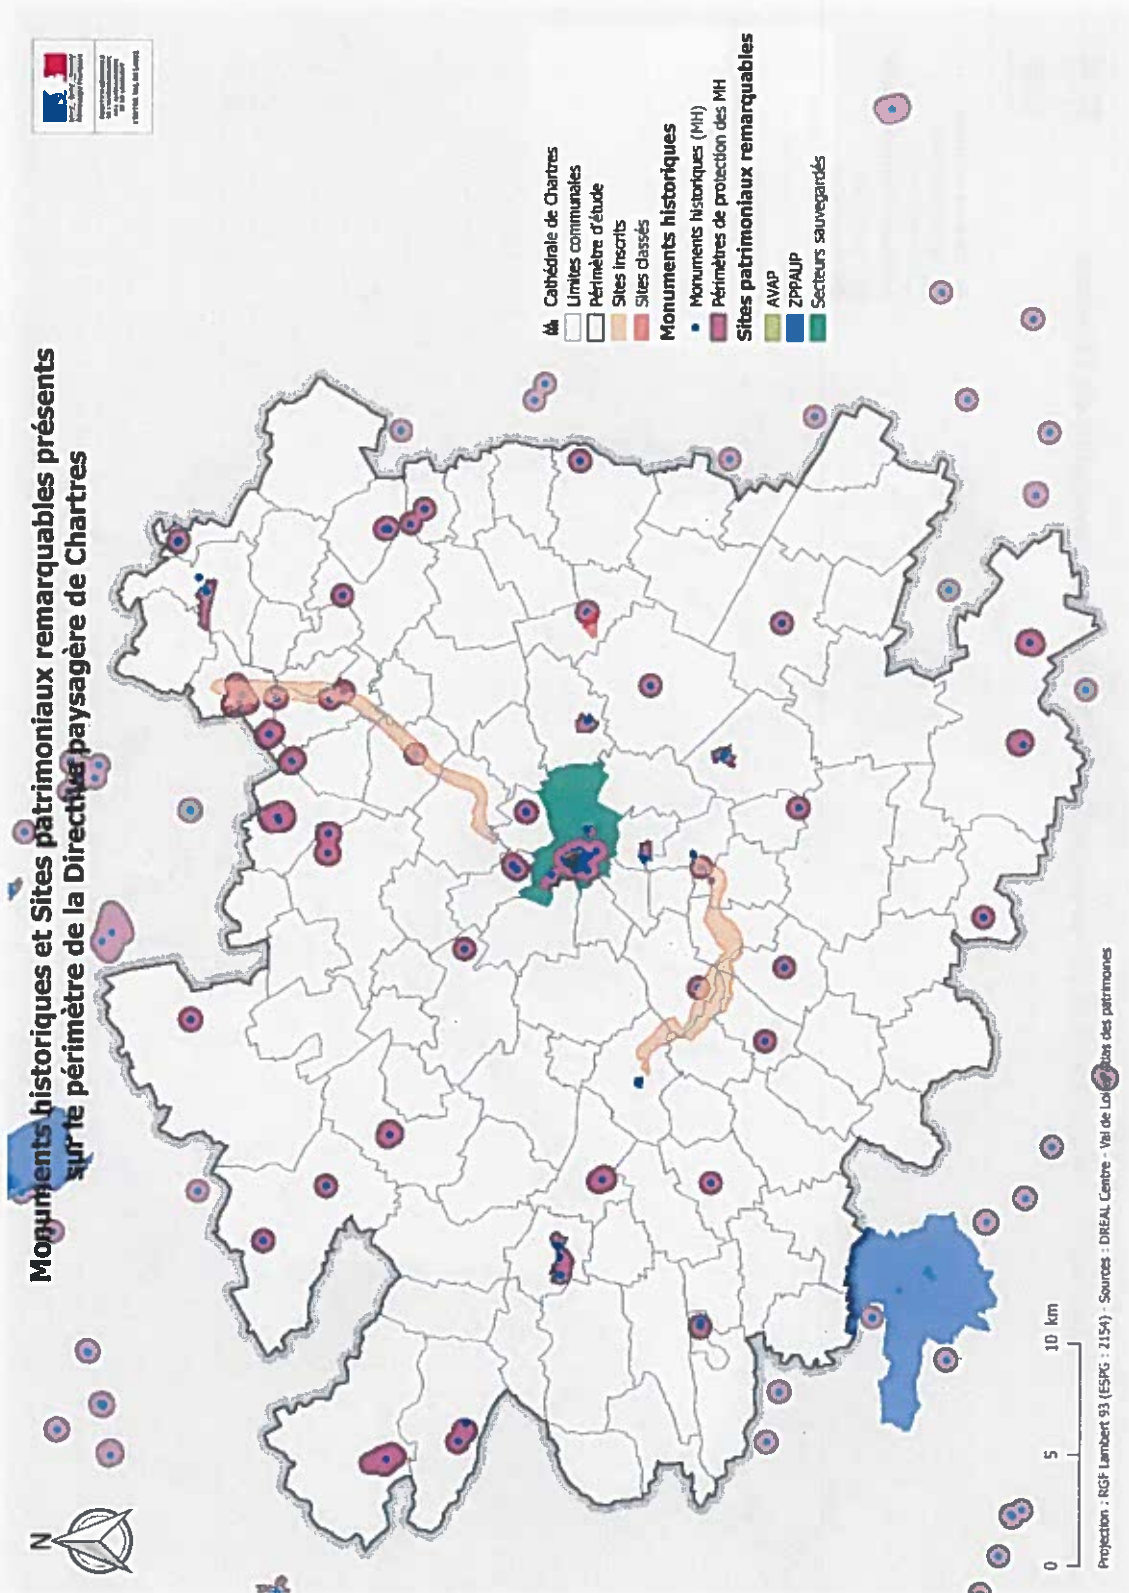 Monuments historiques et Sites patrimoniaux remarquables présents
sur le périmètre de la Directive paysagère de Chartres
N
Cathédrale de Chartres
Limites communales
Périmètre d'étude
Sites inscrits
Sites classés
Monuments historiques
Monuments historiques (MH)
Périmètres de protection des MH
Sites patrimoniaux remarquables
AVAP
ZPPAUP
Secteurs sauvegardés
0 5 10 km
Projection : RGF Lambert 93 (ESPG : 2154) - Sources : DREAL Centre - Val de Loire des patrimoines